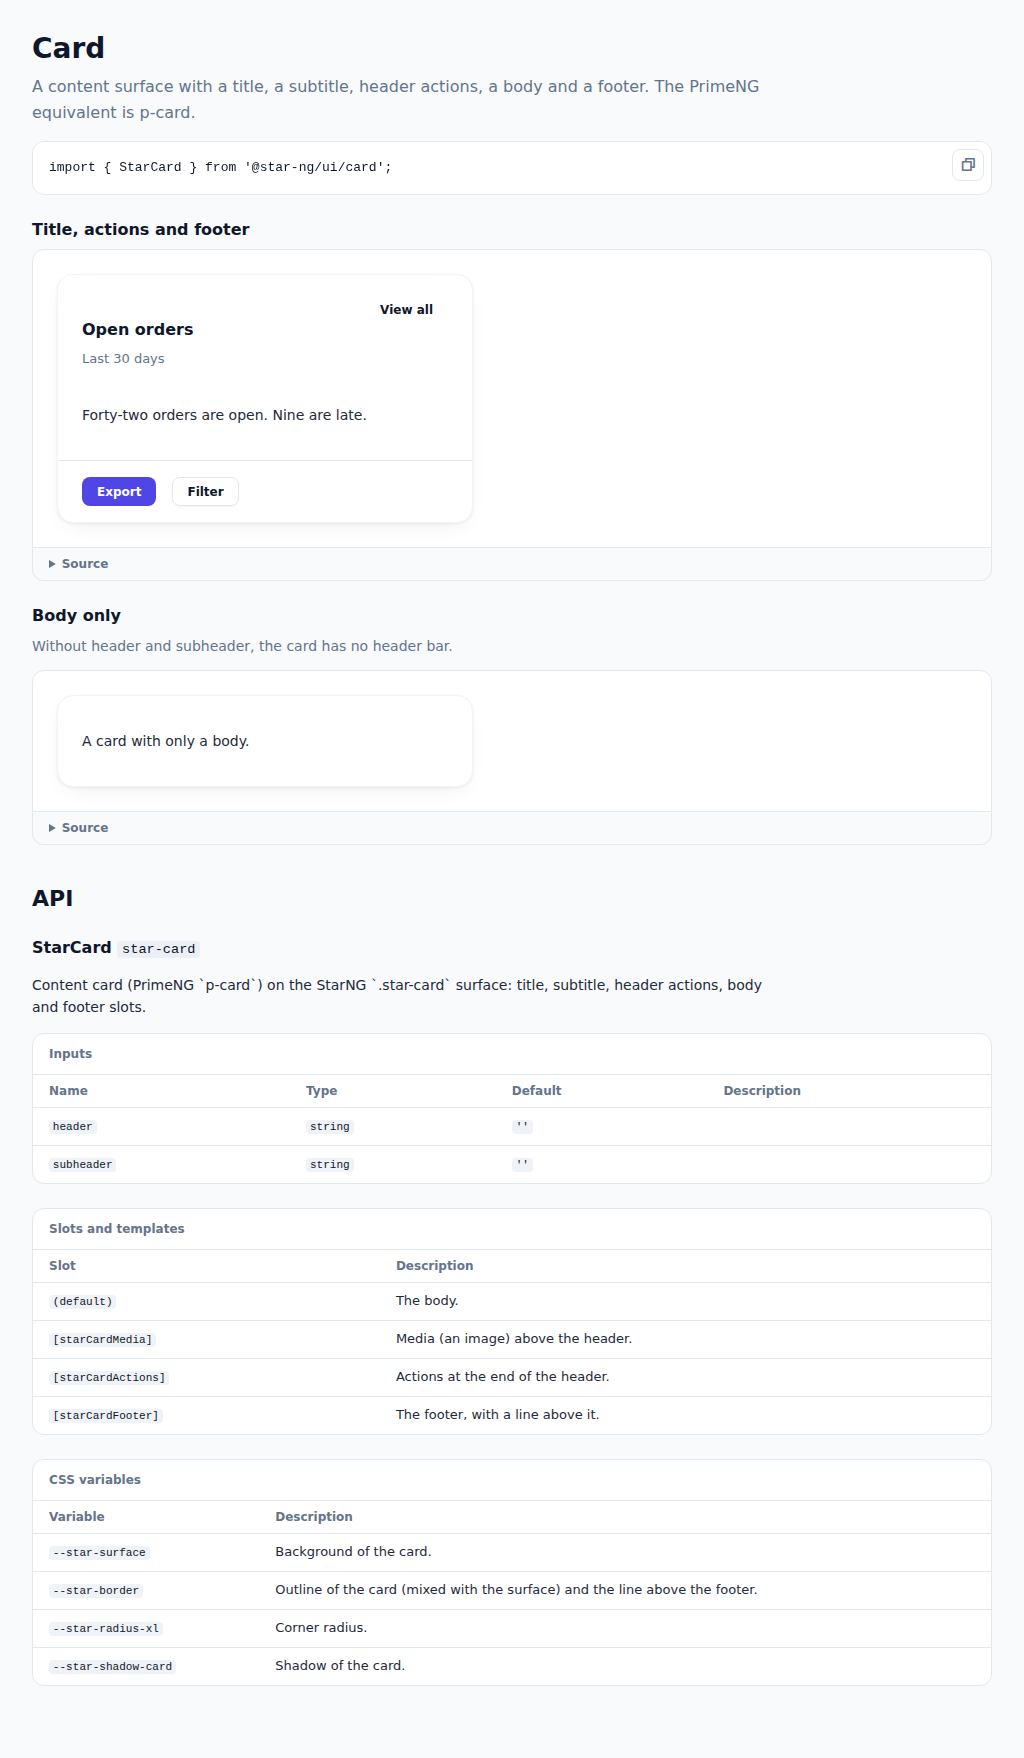 Card
A content surface with a title, a subtitle, header actions, a body and a footer. The PrimeNG
equivalent is p-card.
import { StarCard } from '@star-ng/ui/card';
Title, actions and footer
View all
Open orders
Last 30 days
Forty-two orders are open. Nine are late.
Export Filter
Source
Body only
Without header and subheader, the card has no header bar.
A card with only a body.
Source
API
StarCard star-card
Content card (PrimeNG `p-card`) on the StarNG `.star-card` surface: title, subtitle, header actions, body
and footer slots.
Inputs
Name Type Default Description
header string ''
subheader string ''
Slots and templates
Slot Description
(default) The body.
[starCardMedia] Media (an image) above the header.
[starCardActions] Actions at the end of the header.
[starCardFooter] The footer, with a line above it.
CSS variables
Variable Description
--star-surface Background of the card.
--star-border Outline of the card (mixed with the surface) and the line above the footer.
--star-radius-xl Corner radius.
--star-shadow-card Shadow of the card.